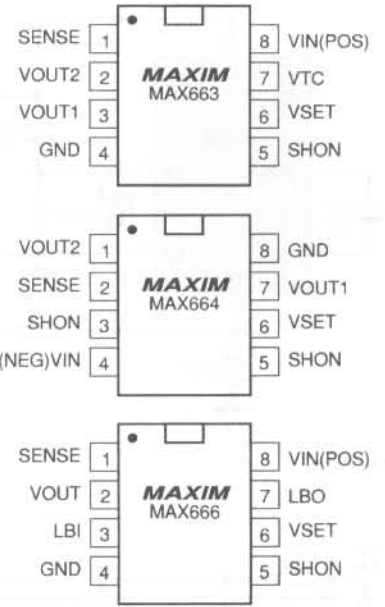 SENSE 1 8 VIN(POS)
VOUT2 2 MAXIM 7 VTC
MAX663
VOUT1 3 6 VSET
GND 4 5 SHON
VOUT2 1 8 GND
SENSE 2 MAXIM 7 VOUT1
MAX664
SHON 3 6 VSET
(NEG)VIN 4 5 SHON
SENSE 1 8 VIN(POS)
VOUT 2 MAXIM 7 LBO
MAX666
LBI 3 6 VSET
GND 4 5 SHON